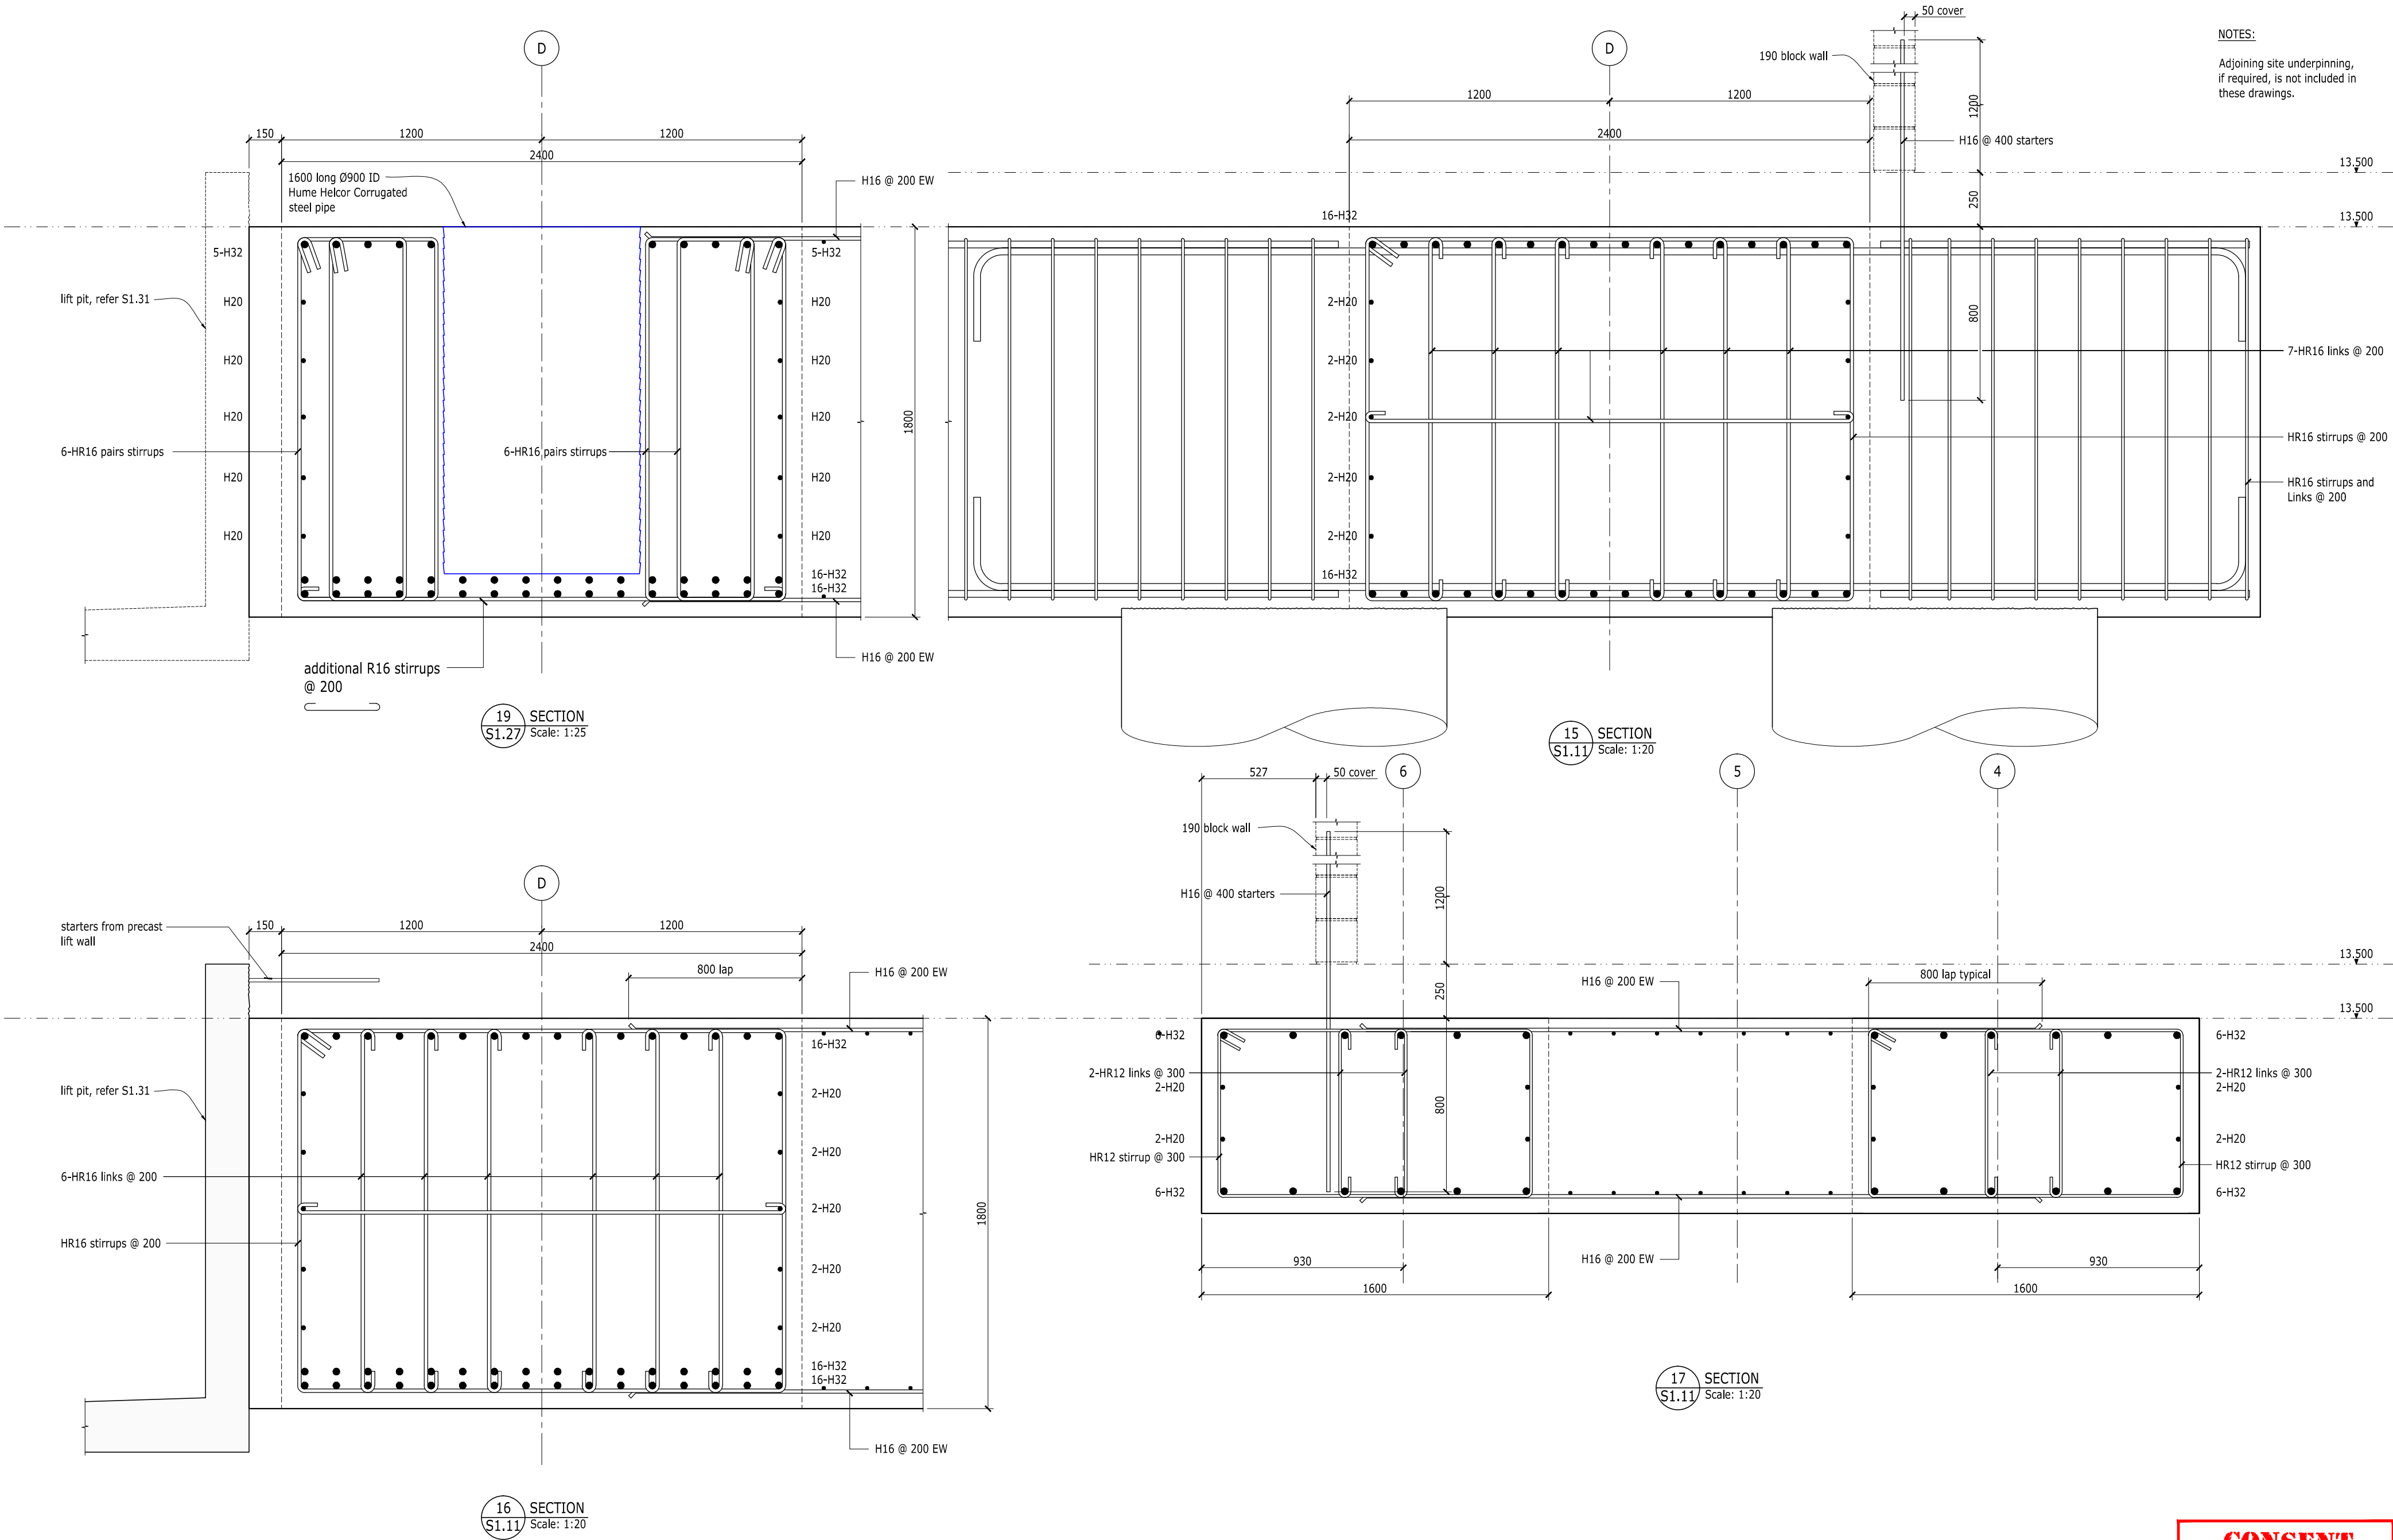 D
150
1200
1200
2400
1600 long Ø900 ID
Hume Helcor Corrugated
steel pipe
H16 @ 200 EW
5-H32
5-H32
lift pit, refer S1.31
H20
H20
H20
H20
H20
H20
H20
H20
H20
H20
6-HR16 pairs stirrups
6-HR16 pairs stirrups
1800
16-H32
16-H32
H16 @ 200 EW
additional R16 stirrups
@ 200
19
S1.27
SECTION
Scale: 1:25
D
50 cover
190 block wall
1200
1200
2400
1200
H16 @ 400 starters
NOTES:
Adjoining site underpinning,
if required, is not included in
these drawings.
13.500
250
13.500
16-H32
2-H20
2-H20
2-H20
2-H20
2-H20
16-H32
800
7-HR16 links @ 200
HR16 stirrups @ 200
HR16 stirrups and
Links @ 200
15
S1.11
SECTION
Scale: 1:20
D
starters from precast
lift wall
150
1200
1200
2400
800 lap
H16 @ 200 EW
16-H32
lift pit, refer S1.31
2-H20
2-H20
6-HR16 links @ 200
2-H20
HR16 stirrups @ 200
2-H20
2-H20
1800
16-H32
16-H32
H16 @ 200 EW
16
S1.11
SECTION
Scale: 1:20
527
50 cover
6
5
4
190 block wall
H16 @ 400 starters
1200
13.500
250
H16 @ 200 EW
800 lap typical
13.500
6-H32
6-H32
2-HR12 links @ 300
2-H20
2-HR12 links @ 300
2-H20
800
2-H20
2-H20
HR12 stirrup @ 300
HR12 stirrup @ 300
6-H32
6-H32
H16 @ 200 EW
930
930
1600
1600
17
S1.11
SECTION
Scale: 1:20
CONSENT